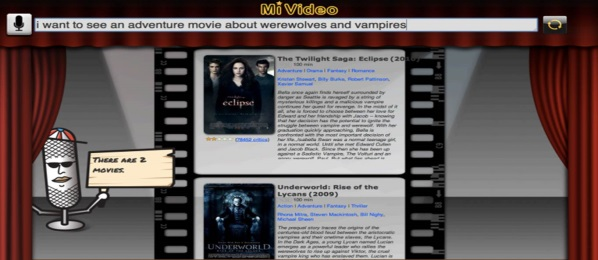 Mi Video
i want to see an adventure movie about werewolves and vampires
The Twilight Saga: Eclipse (2010)
100 min
Adventure | Drama | Fantasy | Romance
Kristen Stewart, Billy Burke, Robert Pattinson,
Bella once again finds herself surrounded by
danger as Seattle is ravaged by a string of
mysterious killings and a malicious vampire
continues her quest for revenge. In the midst of it
all, she is forced to choose between her love for
Edward and her friendship with Jacob -- knowing
that her decision has the potential to ignite the
struggle between vampire and werewolf. With her
graduation quickly approaching, Bella is
confronted with the most important decision of
her life. Isabella Swan was a normal teenage girl,
in a normal world. Until she met Edward Cullen
and Jacob Black. Since then she has been up
against a Sadistic Vampire, The Volturi and an
eclipse
There are 2
movies.
Underworld: Rise of the
Lycans (2009)
100 min
Action | Adventure | Fantasy | Thriller
Rhona Mitra, Steven Mackintosh, Bill Nighy,
Michael Sheen
The prequel story traces the origins of the
centuries-old blood feud between the aristocratic
vampires and their onetime slaves, the Lycans.
In the Dark Ages, a young Lycan named Lucian
emerges as a powerful leader who rallies the
werewolves to rise up against Viktor, the cruel
vampire king who has enslaved them. Lucian is
UNDERWORLD